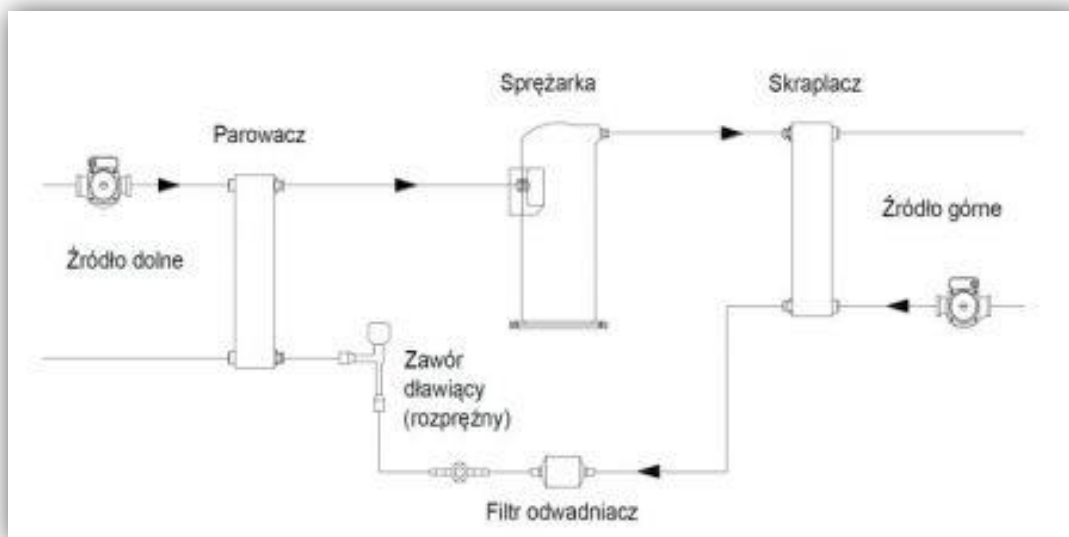 Sprężarka
Skraplacz
Parowacz
Źródło górne
Źródło dolne
Zawór
dławiący
(rozprężny)
Filtr odwadniacz